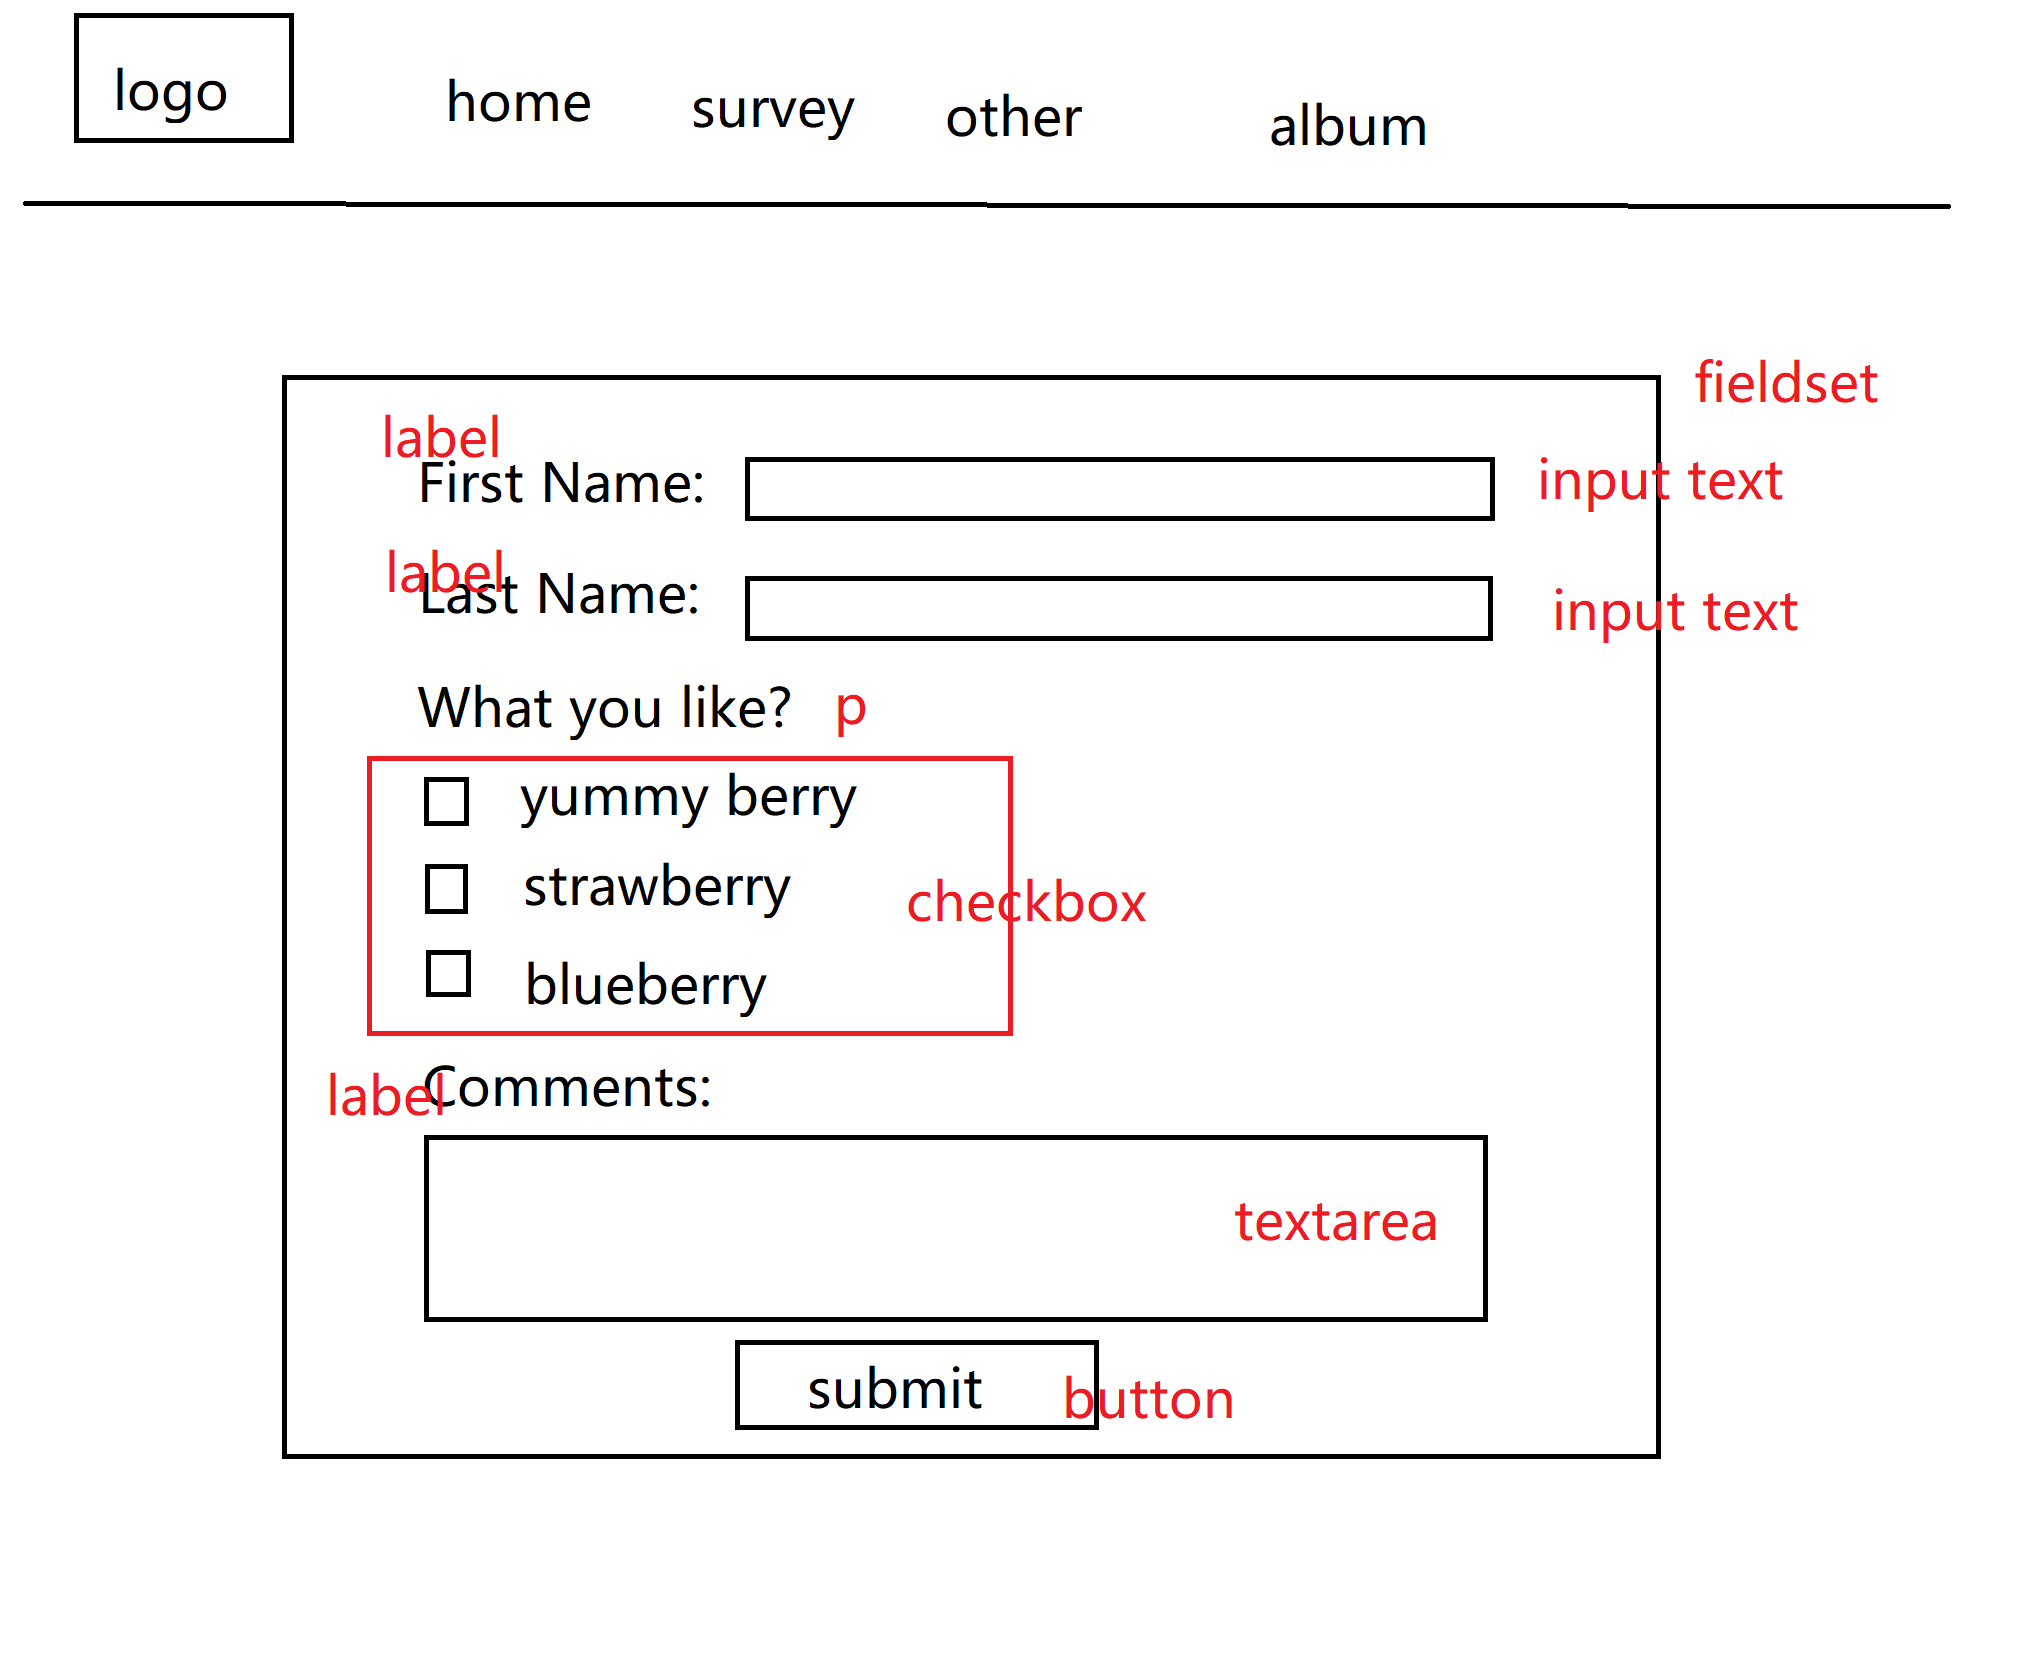 logo home survey other album
fieldset
label
First Name: input text
label
Last Name: input text
What you like? p
yummy berry
strawberry
checkbox
blueberry
label Comments:
textarea
submit button